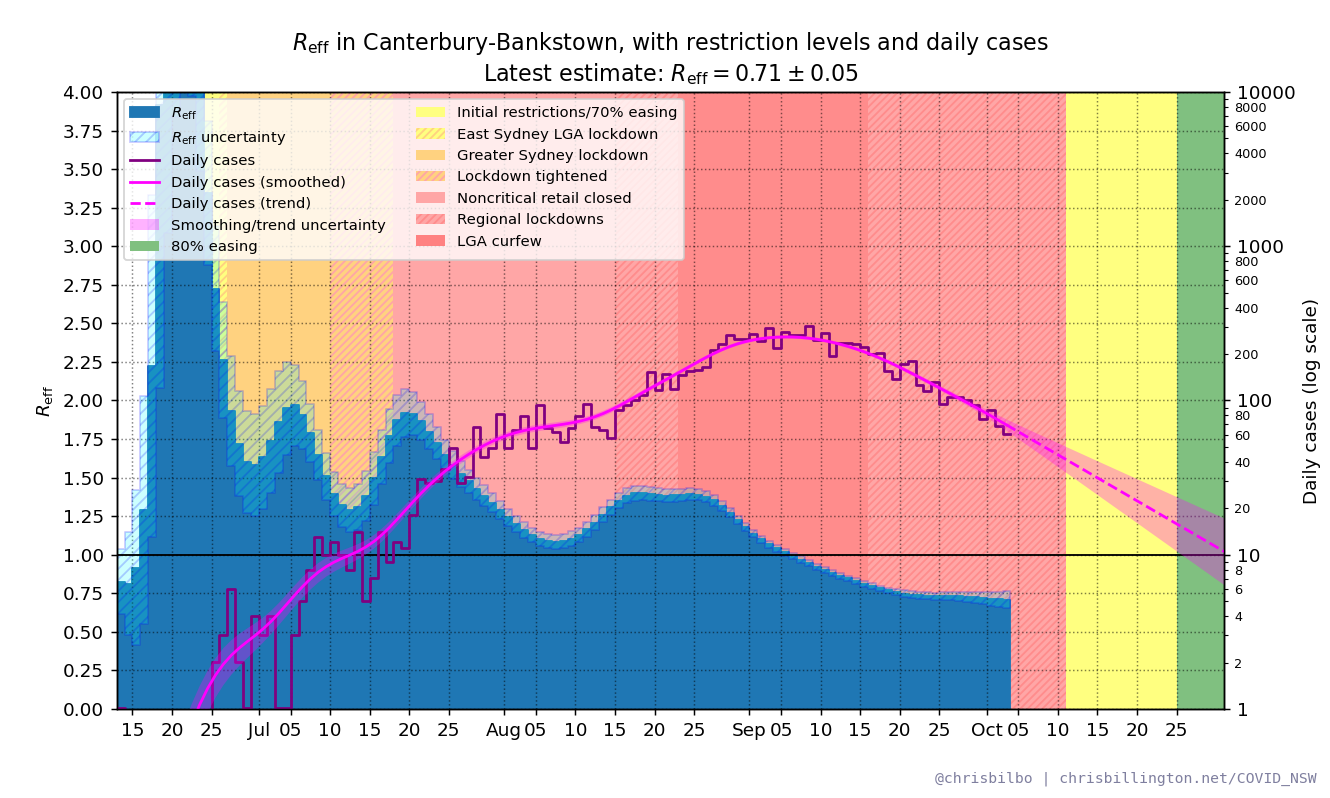 Reff in Canterbury-Bankstown, with restriction levels and daily cases
Latest estimate: Reff = 0.71 ± 0.05
Reff
Reff uncertainty
Daily cases
Daily cases (smoothed)
Daily cases (trend)
Smoothing/trend uncertainty
80% easing
Initial restrictions/70% easing
East Sydney LGA lockdown
Greater Sydney lockdown
Lockdown tightened
Noncritical retail closed
Regional lockdowns
LGA curfew
Reff
4.00
3.75
3.50
3.25
3.00
2.75
2.50
2.25
2.00
1.75
1.50
1.25
1.00
0.75
0.50
0.25
0.00
10000
8000
6000
4000
2000
1000
800
600
400
200
100
80
60
40
20
10
8
6
4
2
1
Daily cases (log scale)
15 20 25 Jul 05 10 15 20 25 Aug 05 10 15 20 25 Sep 05 10 15 20 25 Oct 05 10 15 20 25
@chrisbilbo | chrisbillington.net/COVID_NSW